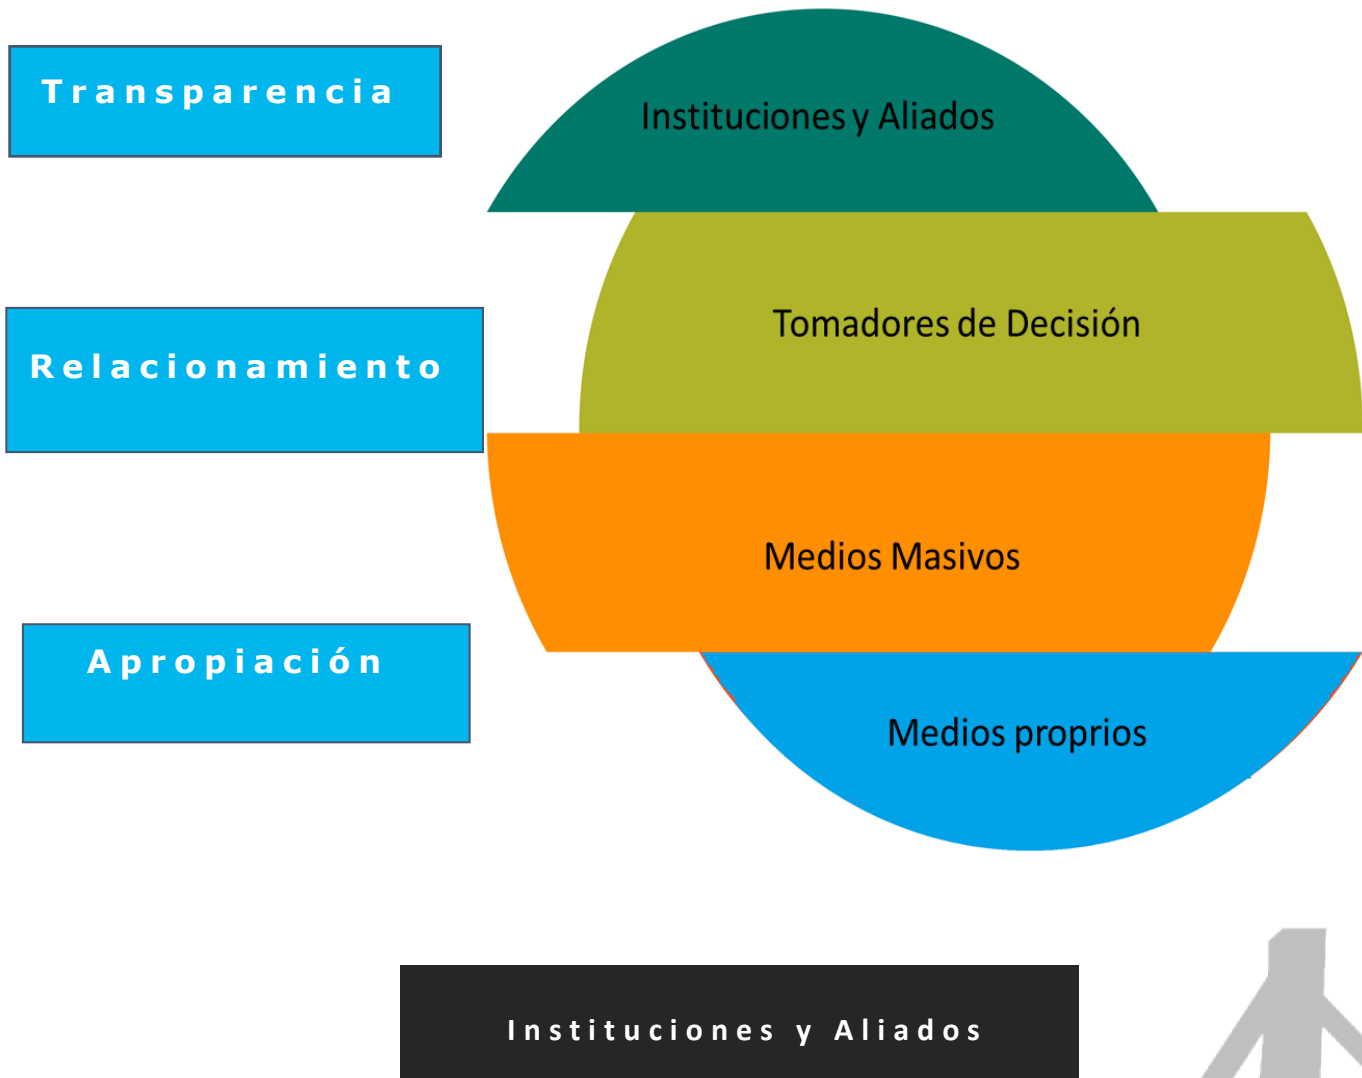 Transparencia
Instituciones y Aliados
Relacionamiento
Tomadores de Decisión
Medios Masivos
Apropiación
Medios proprios
Instituciones y Aliados